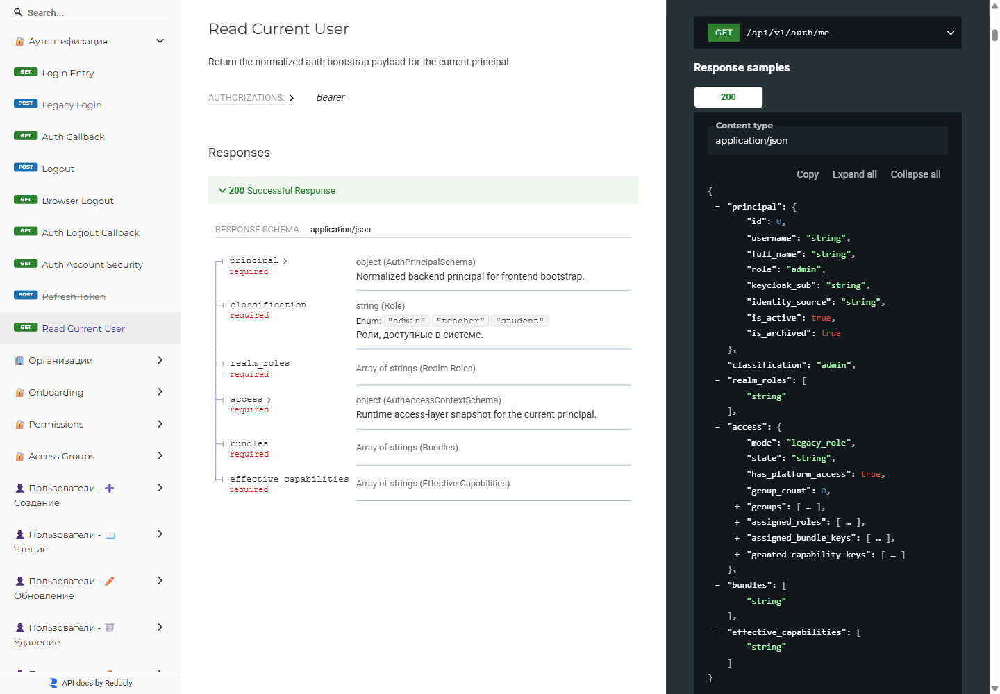 Search...
Аутентификация
GET Login Entry
POST Legacy Login
GET Auth Callback
POST Logout
GET Browser Logout
GET Auth Logout Callback
GET Auth Account Security
POST Refresh Token
GET Read Current User
Организации
Onboarding
Permissions
Access Groups
Пользователи -
Создание
Пользователи -
Чтение
Пользователи -
Обновление
Пользователи -
Удаление
API docs by Redocly
Read Current User
Return the normalized auth bootstrap payload for the current principal.
AUTHORIZATIONS: Bearer
Responses
200 Successful Response
RESPONSE SCHEMA: application/json
principal
required
object (AuthPrincipalSchema)
Normalized backend principal for frontend bootstrap.
classification
required
string (Role)
Enum: "admin" "teacher" "student"
Роли, доступные в системе.
realm_roles
required
Array of strings (Realm Roles)
access
required
object (AuthAccessContextSchema)
Runtime access-layer snapshot for the current principal.
bundles
required
Array of strings (Bundles)
effective_capabilities
required
Array of strings (Effective Capabilities)
GET /api/v1/auth/me
Response samples
200
Content type
application/json
Copy Expand all Collapse all
{
− "principal": {
"id": 0,
"username": "string",
"full_name": "string",
"role": "admin",
"keycloak_sub": "string",
"identity_source": "string",
"is_active": true,
"is_archived": true
},
"classification": "admin",
− "realm_roles": [
"string"
],
− "access": {
"mode": "legacy_role",
"state": "string",
"has_platform_access": true,
"group_count": 0,
+ "groups": [ … ],
+ "assigned_roles": [ … ],
+ "assigned_bundle_keys": [ … ],
+ "granted_capability_keys": [ … ]
},
− "bundles": [
"string"
],
− "effective_capabilities": [
"string"
]
}